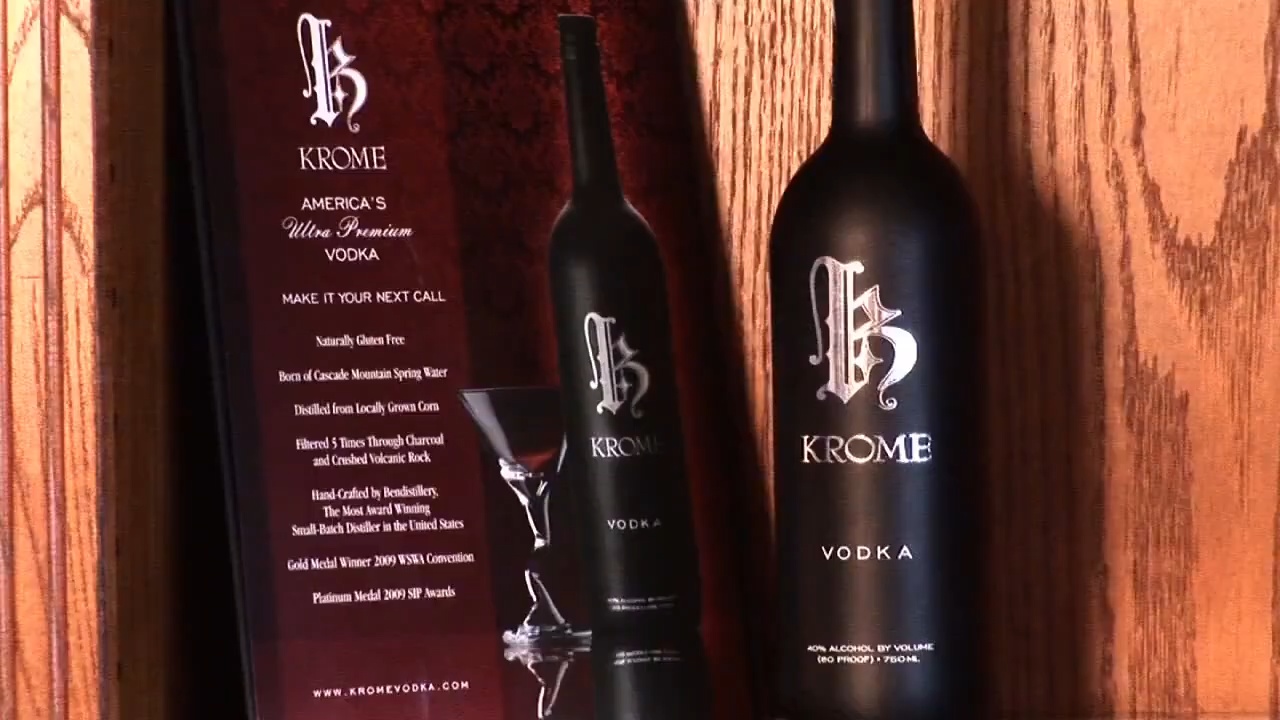 KROME
AMERICA'S
Ultra Premium
VODKA
MAKE IT YOUR NEXT CALL
Naturally Gluten Free
Born of Cascade Mountain Spring Water
Distilled from Locally Grown Corn
Filtered 5 Times Through Charcoal
and Crushed Volcanic Rock
Hand-Crafted by Bendistillery,
The Most Award Winning
Small-Batch Distiller in the United States
Gold Medal Winner 2009 WSWA Convention
Platinum Medal 2009 SIP Awards
WWW.KROMEVODKA.COM
KROME
VODKA
KROME
VODKA
40% ALCOHOL BY VOLUME
(80 PROOF) • 750 ML